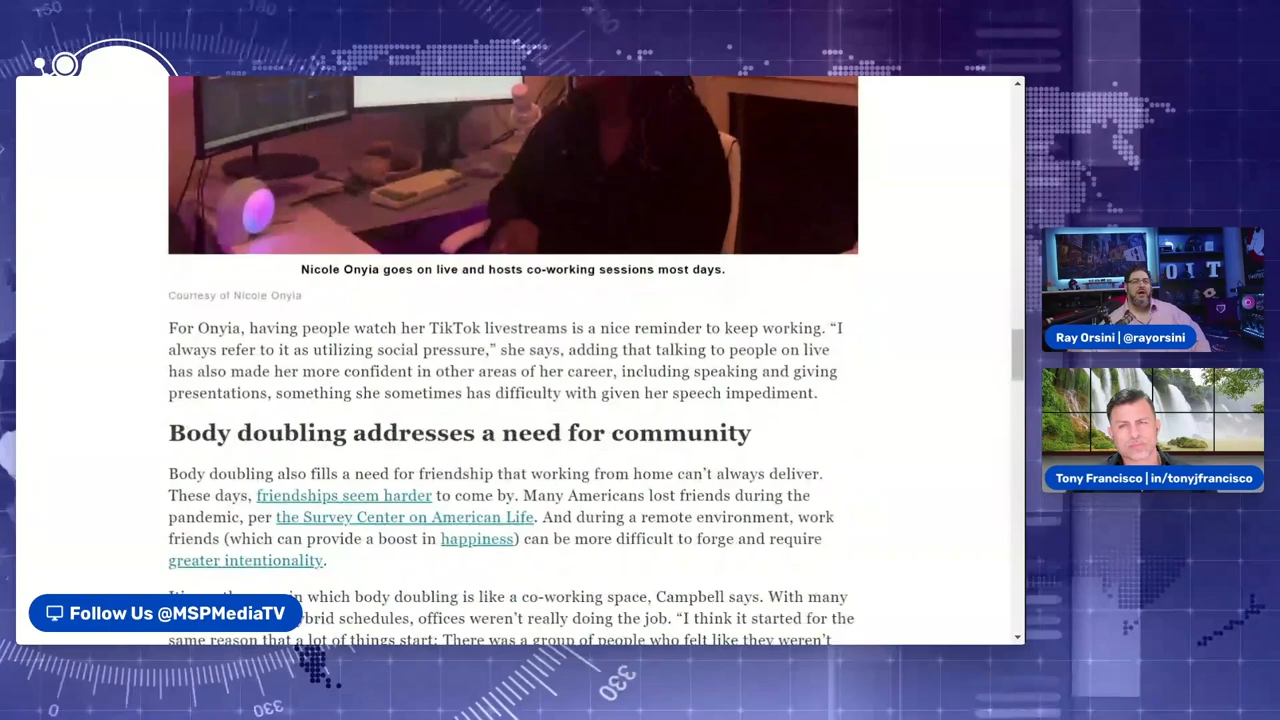 150
180
Nicole Onyia goes on live and hosts co-working sessions most days.
Courtesy of Nicole Onyia
For Onyia, having people watch her TikTok livestreams is a nice reminder to keep working. “I
always refer to it as utilizing social pressure,” she says, adding that talking to people on live
has also made her more confident in other areas of her career, including speaking and giving
presentations, something she sometimes has difficulty with given her speech impediment.
Body doubling addresses a need for community
Body doubling also fills a need for friendship that working from home can’t always deliver.
These days, friendships seem harder to come by. Many Americans lost friends during the
pandemic, per the Survey Center on American Life. And during a remote environment, work
friends (which can provide a boost in happiness) can be more difficult to forge and require
greater intentionality.
in which body doubling is like a co-working space, Campbell says. With many
schedules, offices weren’t really doing the job. “I think it started for the
same reason that a lot of things start: There was a group of people who felt like they weren’t
Follow Us @MSPMediaTV
OIT
Ray Orsini | @rayorsini
Tony Francisco | in/tonyjfrancisco
0
330
330